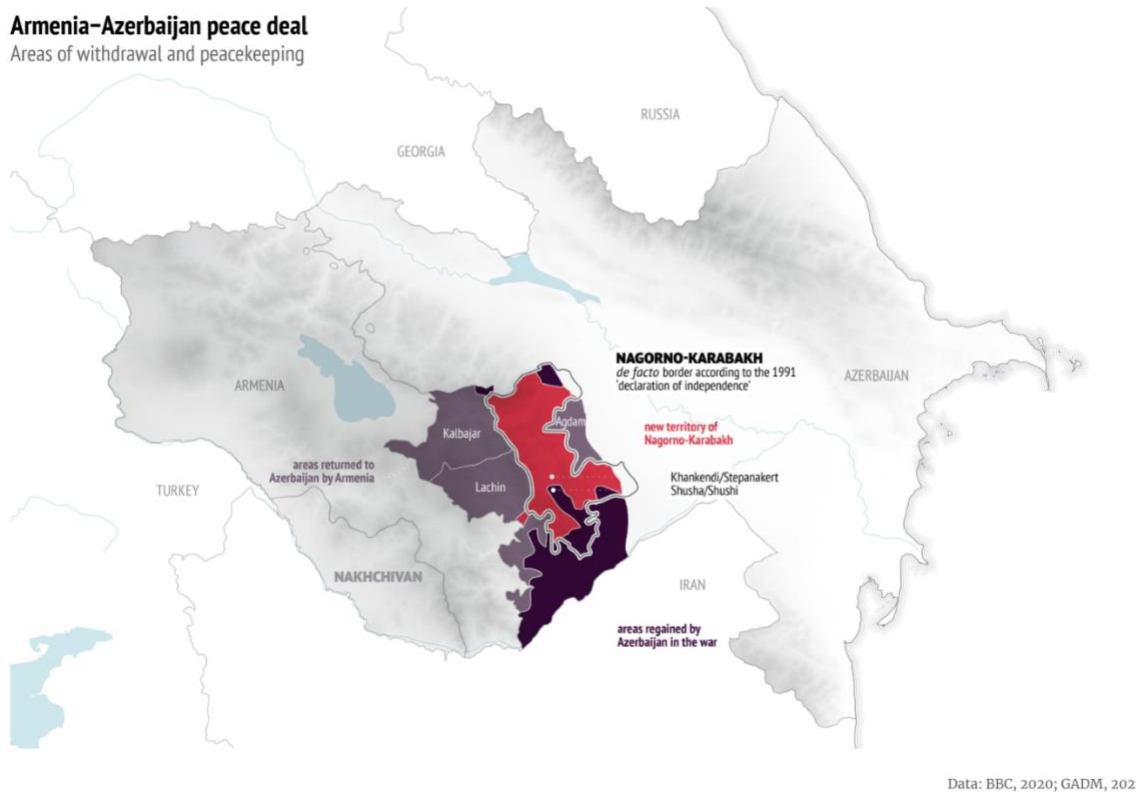 Armenia–Azerbaijan peace deal
Areas of withdrawal and peacekeeping
RUSSIA
GEORGIA
NAGORNO-KARABAKH
de facto border according to the 1991
'declaration of independence'
AZERBAIJAN
ARMENIA
Agdam
new territory of
Nagorno-Karabakh
Kalbajar
areas returned to
Azbaijan by Armenia
Lachin
Khankendi/Stepanakert
Shusha/Shushi
TURKEY
NAKHCHIVAN
IRAN
areas regained by
Azerbaijan in the war
Data: BBC, 2020; GADM, 202